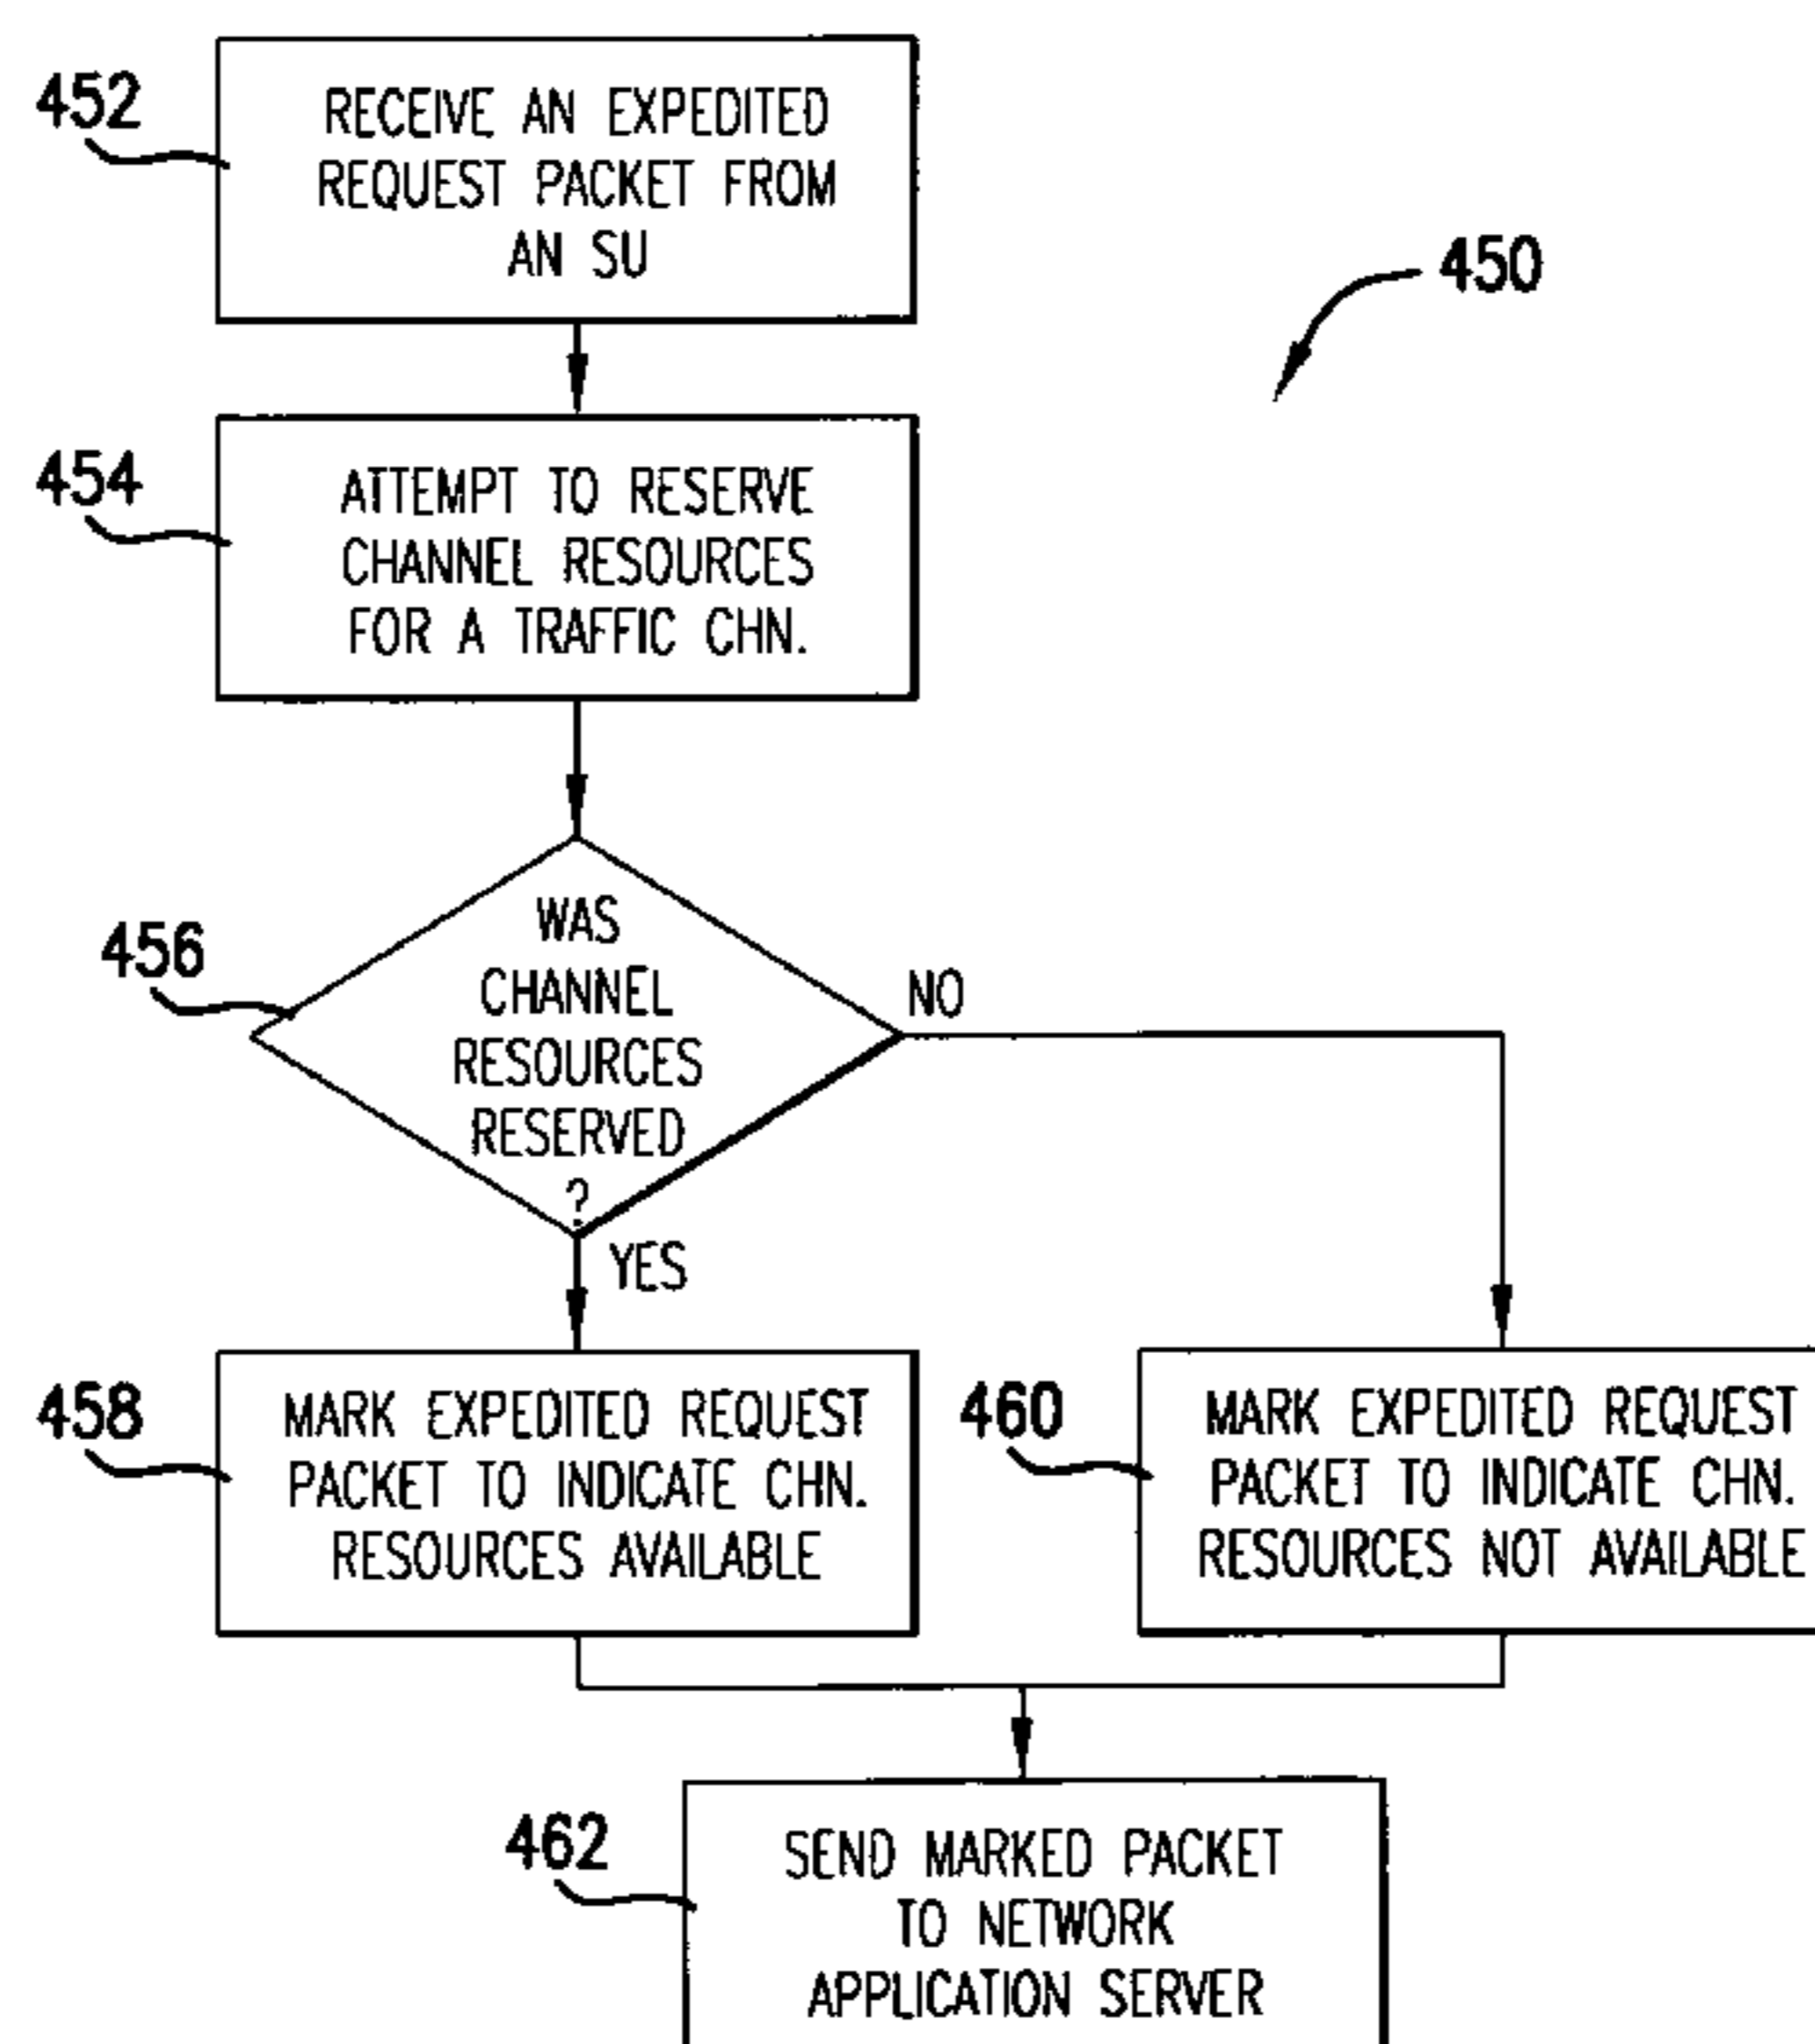 452
RECEIVE AN EXPEDITED
REQUEST PACKET FROM
AN SU
450
454
ATTEMPT TO RESERVE
CHANNEL RESOURCES
FOR A TRAFFIC CHN.
456
WAS
CHANNEL
RESOURCES
RESERVED
?
NO
YES
458
MARK EXPEDITED REQUEST
PACKET TO INDICATE CHN.
RESOURCES AVAILABLE
460
MARK EXPEDITED REQUEST
PACKET TO INDICATE CHN.
RESOURCES NOT AVAILABLE
462
SEND MARKED PACKET
TO NETWORK
APPLICATION SERVER